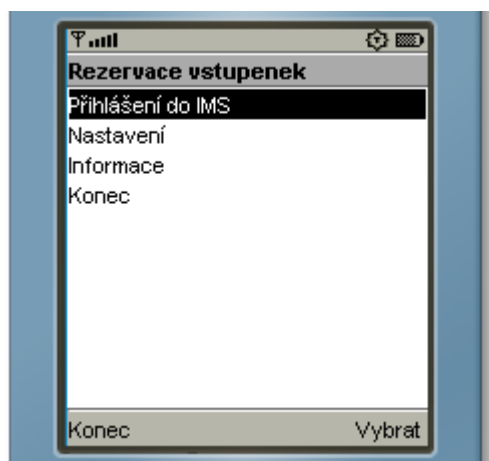 Rezervace vstupenek
Přihlášení do IMS
Nastavení
Informace
Konec
Konec Vybrat